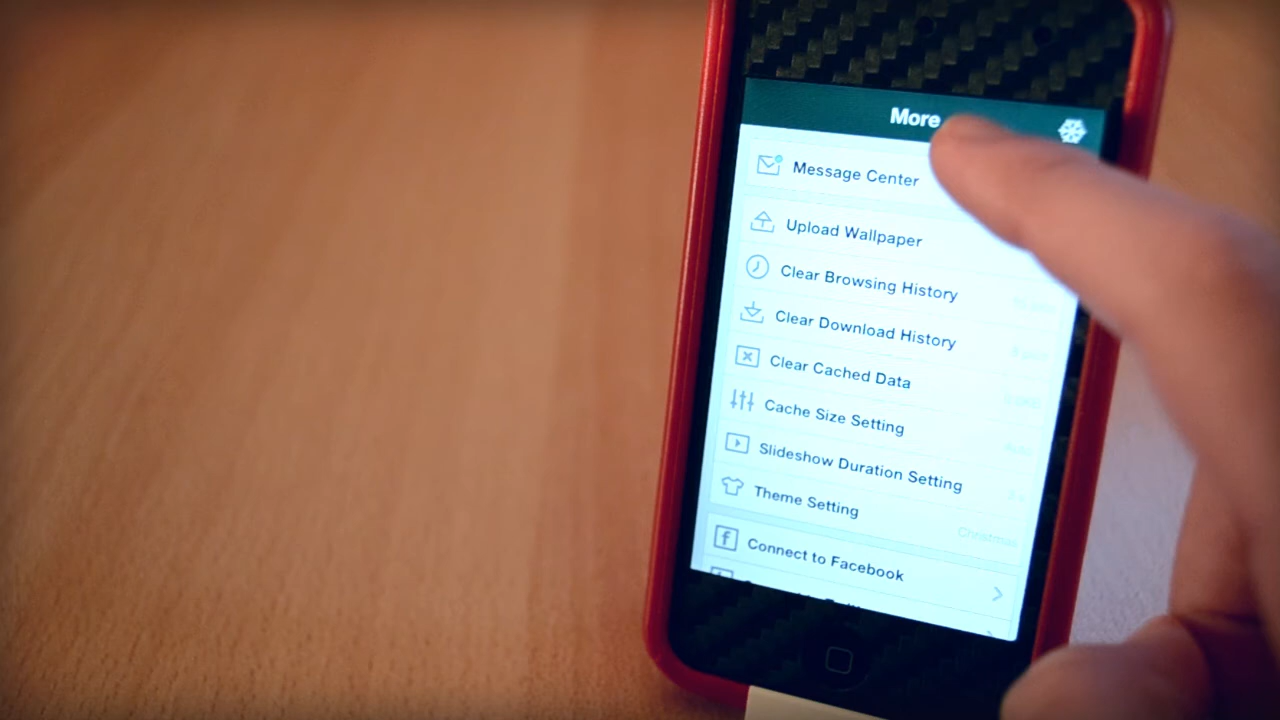 More
Message Center
Upload Wallpaper
Clear Browsing History
Clear Download History
Clear Cached Data
Cache Size Setting
Slideshow Duration Setting
Theme Setting
Christmas
Connect to Facebook